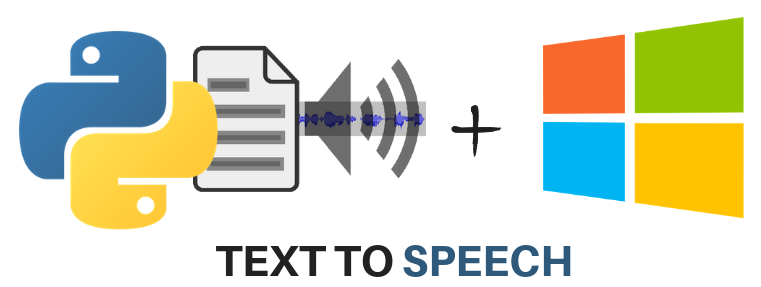 +
TEXT TO SPEECH